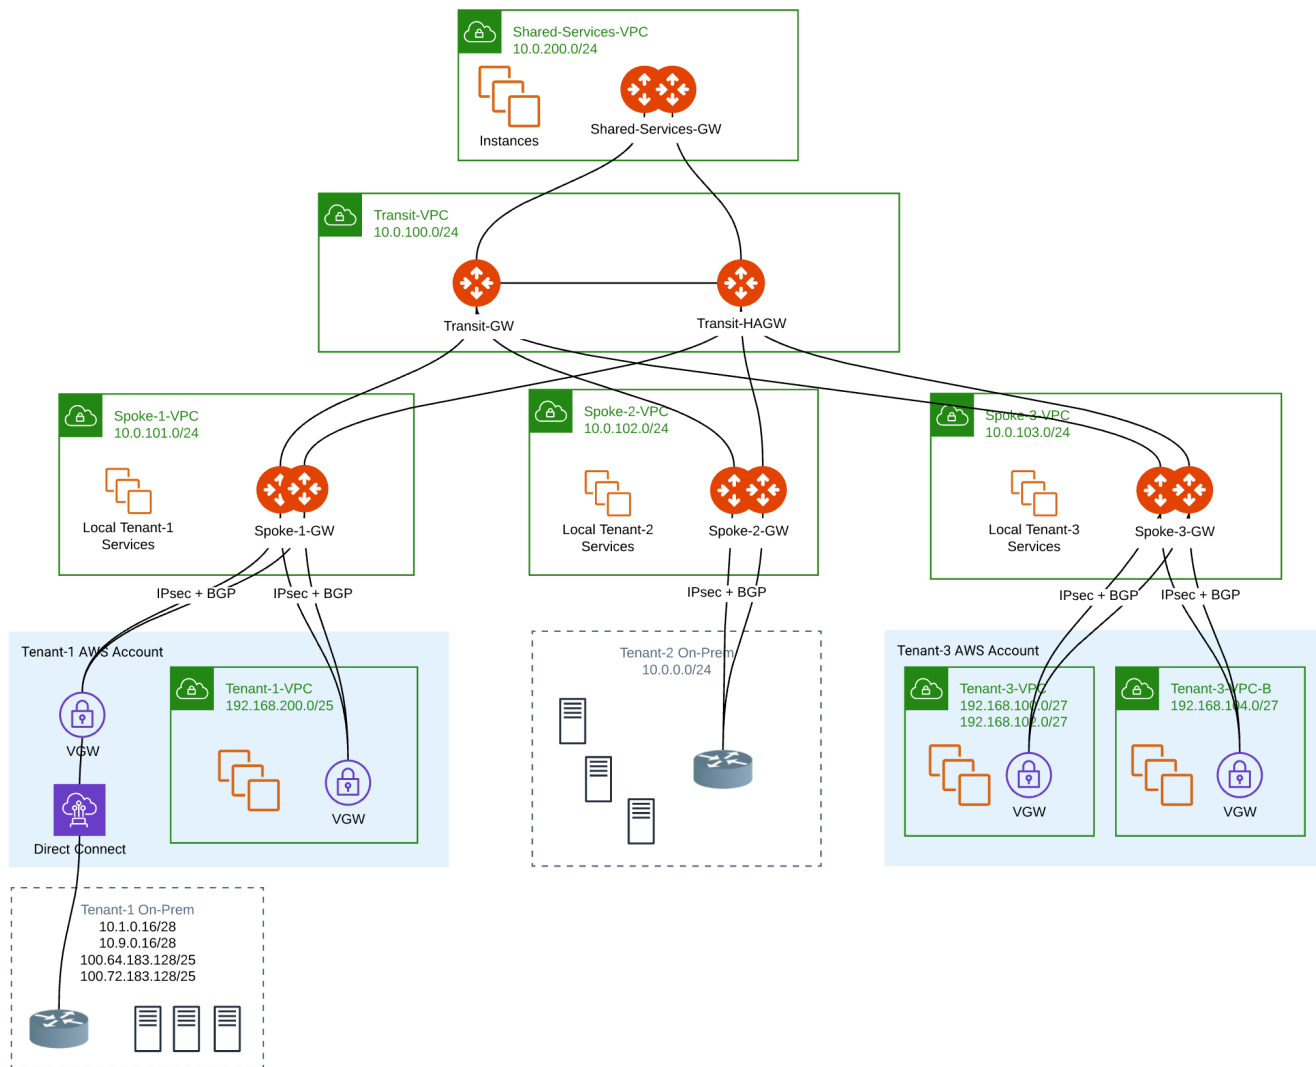 Shared-Services-VPC
10.0.200.0/24
Instances
Shared-Services-GW
Transit-VPC
10.0.100.0/24
Transit-GW
Transit-HAGW
Spoke-1-VPC
10.0.101.0/24
Local Tenant-1
Services
Spoke-1-GW
Spoke-2-VPC
10.0.102.0/24
Local Tenant-2
Services
Spoke-2-GW
Spoke-3-VPC
10.0.103.0/24
Local Tenant-3
Services
Spoke-3-GW
IPsec + BGP
IPsec + BGP
IPsec + BGP
IPsec + BGP
IPsec + BGP
Tenant-1 AWS Account
VGW
Direct Connect
Tenant-1-VPC
192.168.200.0/25
VGW
Tenant-2 On-Prem
10.0.0.0/24
Tenant-3 AWS Account
Tenant-3-VPC
192.168.100.0/27
192.168.102.0/27
VGW
Tenant-3-VPC-B
192.168.104.0/27
VGW
Tenant-1 On-Prem
10.1.0.16/28
10.9.0.16/28
100.64.183.128/25
100.72.183.128/25